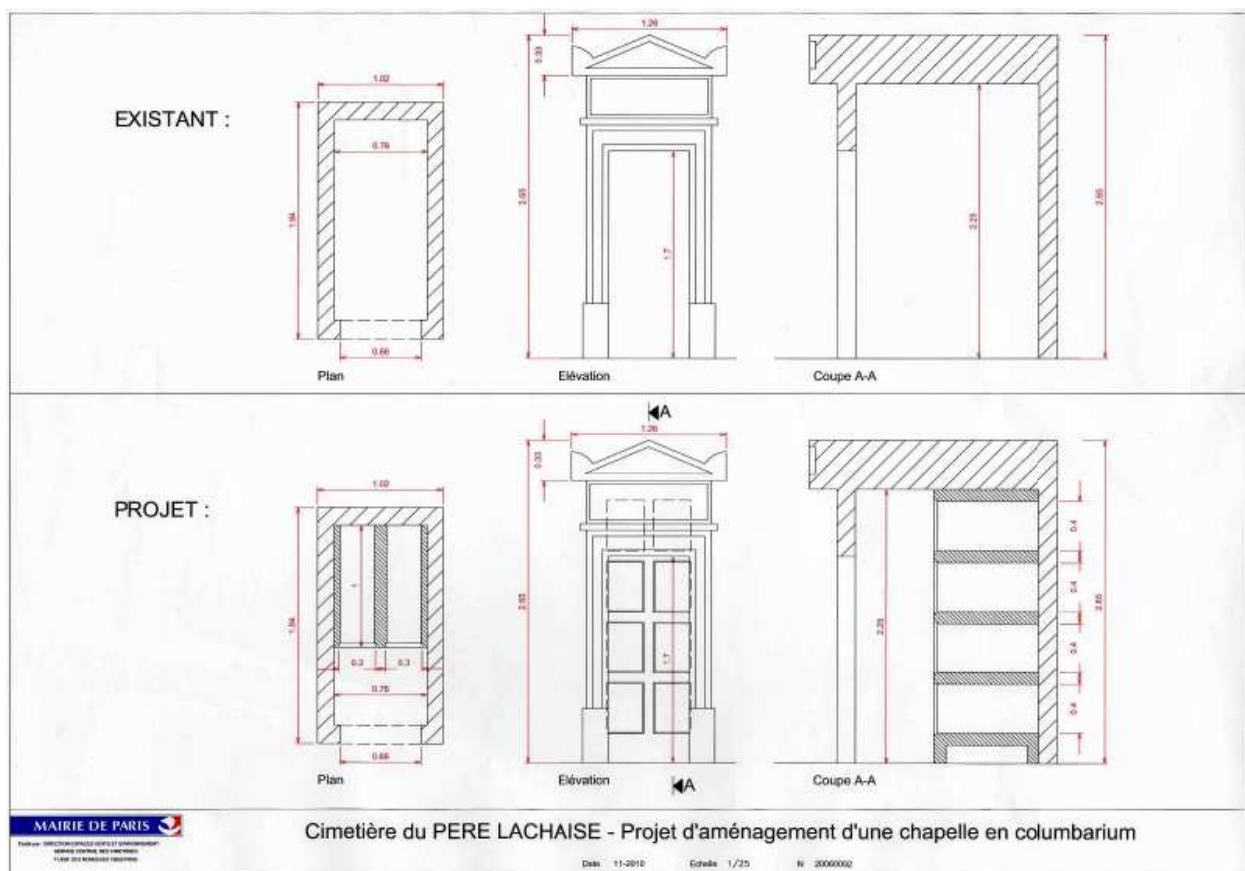 EXISTANT :
1.02
0.76
1.94
0.66
Plan
1.26
0.33
2.63
1.7
Elévation
2.23
2.65
Coupe A-A
PROJET :
1.02
1
0.3
0.3
0.76
1.94
0.66
Plan
A
1.26
0.33
2.63
1.7
A
Elévation
2.23
0.4
0.4
0.4
0.4
2.65
Coupe A-A
MAIRIE DE PARIS
Cimetière du PERE LACHAISE - Projet d'aménagement d'une chapelle en columbarium
Date 11-2010 Echelle 1/25 N 20060002